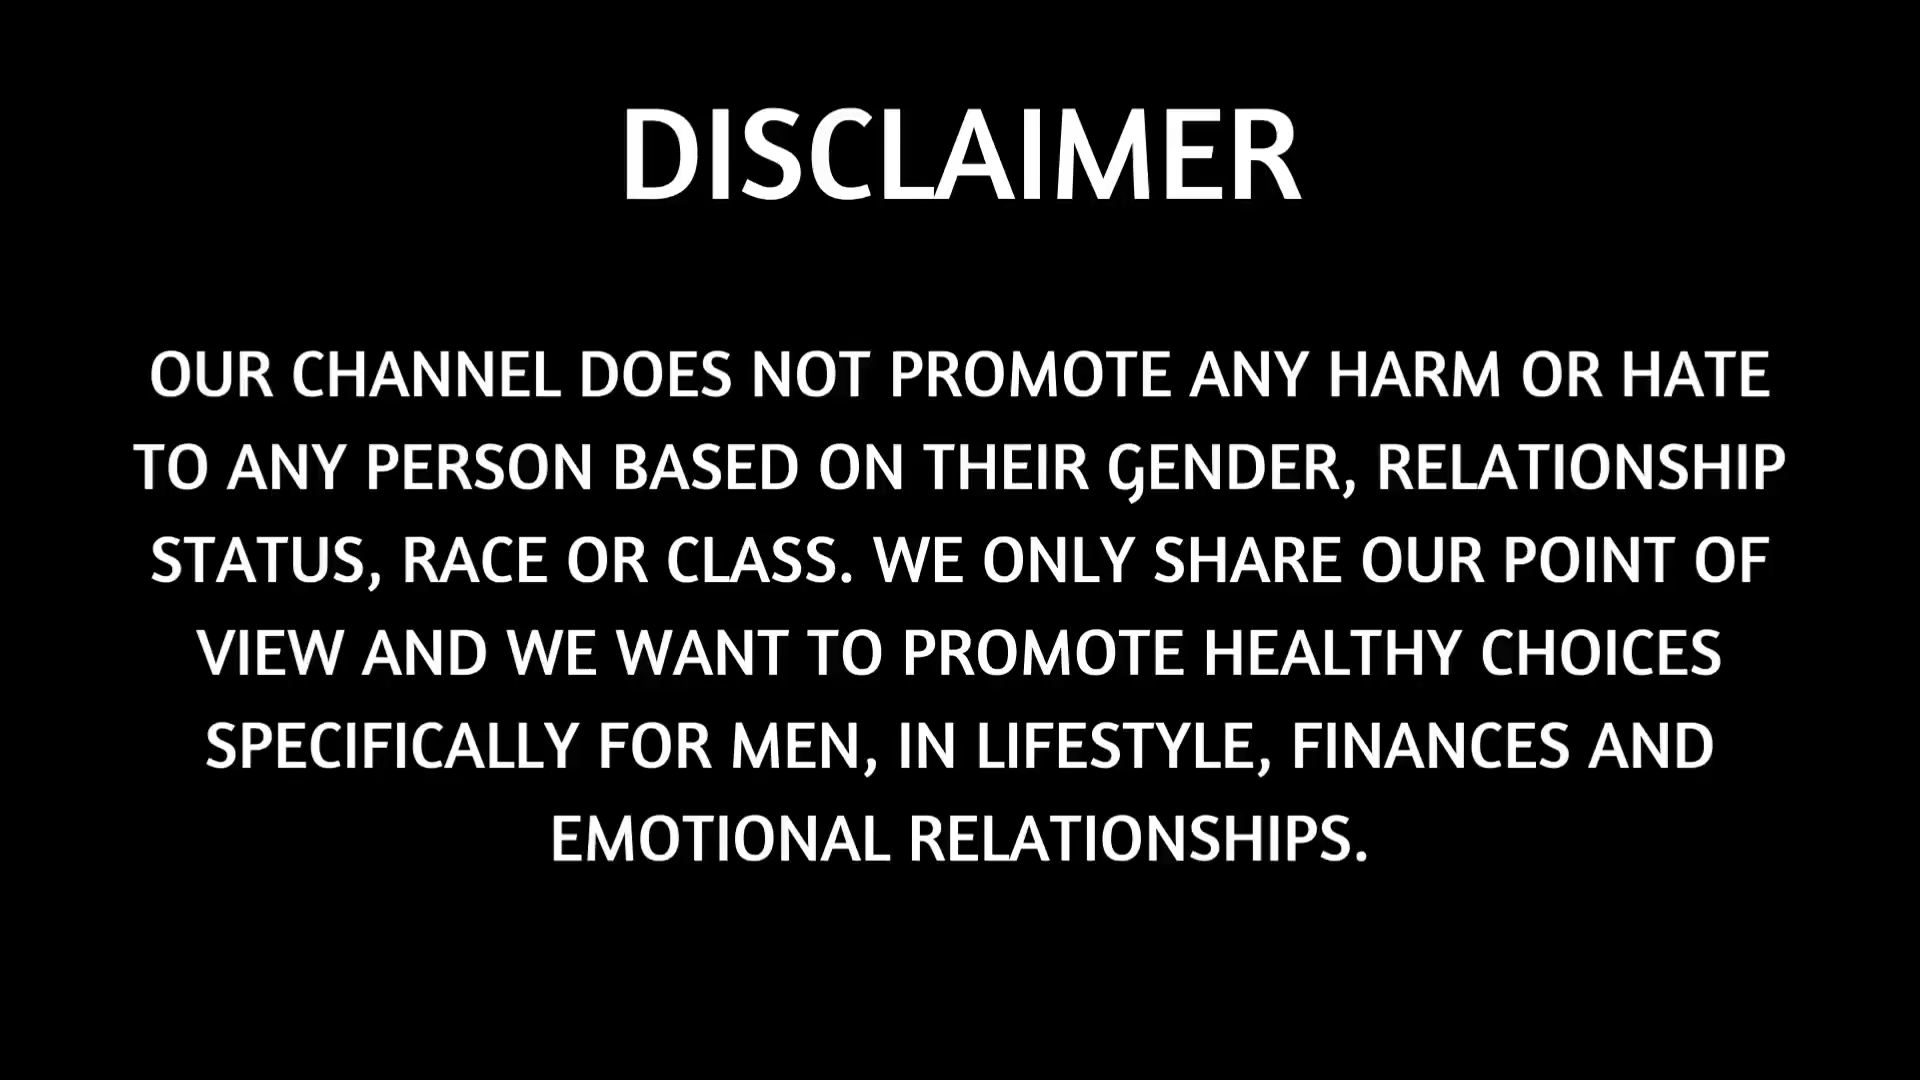 DISCLAIMER
OUR CHANNEL DOES NOT PROMOTE ANY HARM OR HATE
TO ANY PERSON BASED ON THEIR GENDER, RELATIONSHIP
STATUS, RACE OR CLASS. WE ONLY SHARE OUR POINT OF
VIEW AND WE WANT TO PROMOTE HEALTHY CHOICES
SPECIFICALLY FOR MEN, IN LIFESTYLE, FINANCES AND
EMOTIONAL RELATIONSHIPS.